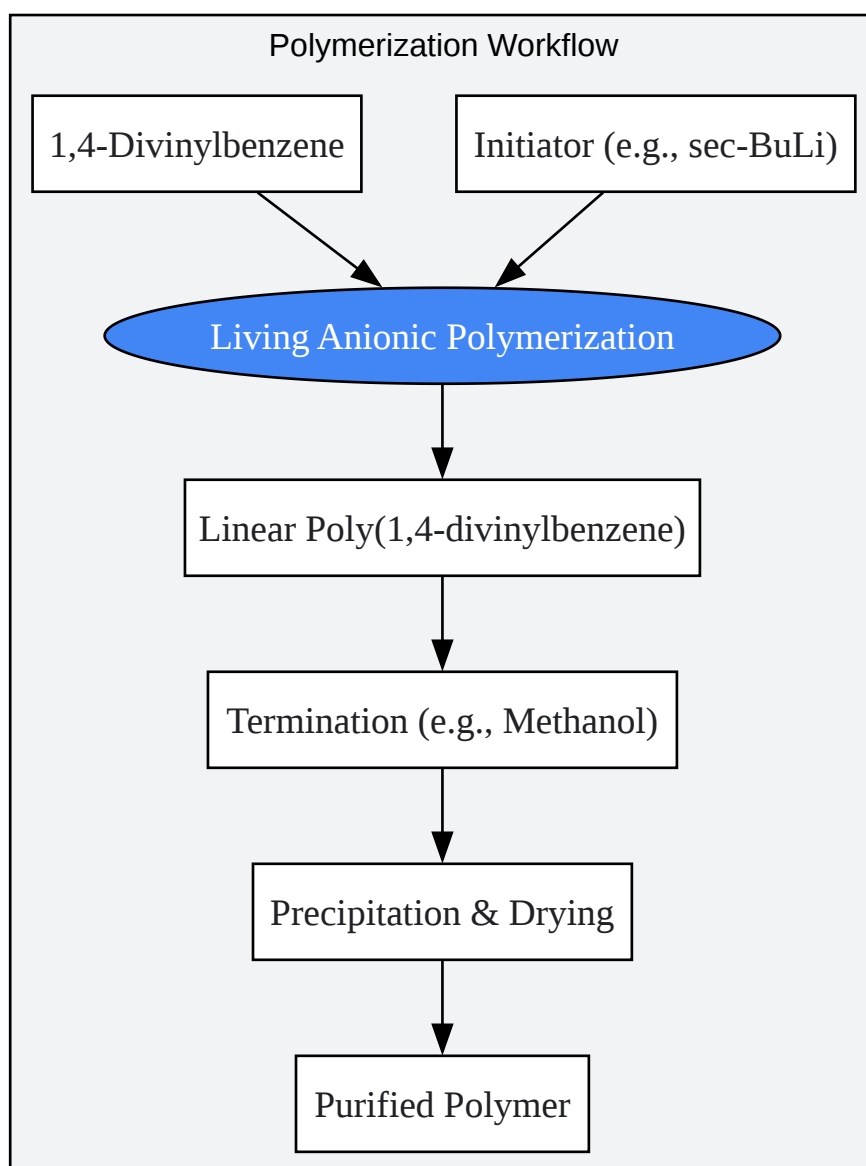 Polymerization Workflow
1,4-Divinylbenzene
Initiator (e.g., sec-BuLi)
Living Anionic Polymerization
Linear Poly(1,4-divinylbenzene)
Termination (e.g., Methanol)
Precipitation & Drying
Purified Polymer